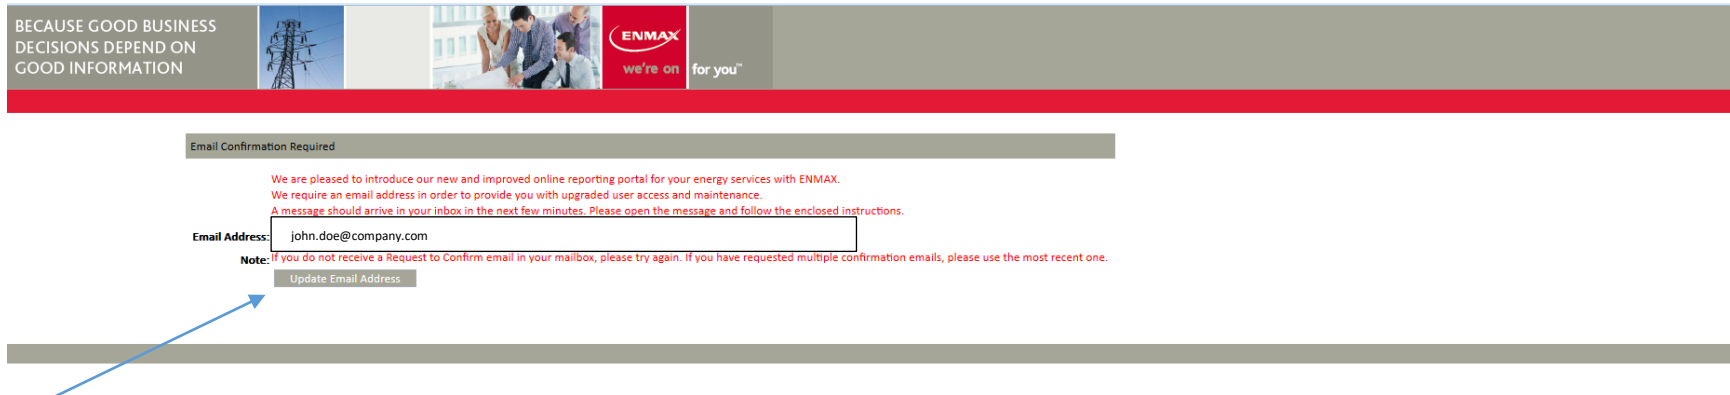 BECAUSE GOOD BUSINESS
DECISIONS DEPEND ON
GOOD INFORMATION
ENMAX
we're on for you™
Email Confirmation Required
We are pleased to introduce our new and improved online reporting portal for your energy services with ENMAX.
We require an email address in order to provide you with upgraded user access and maintenance.
A message should arrive in your inbox in the next few minutes. Please open the message and follow the enclosed instructions.
Email Address: john.doe@company.com
Note: If you do not receive a Request to Confirm email in your mailbox, please try again. If you have requested multiple confirmation emails, please use the most recent one.
Update Email Address